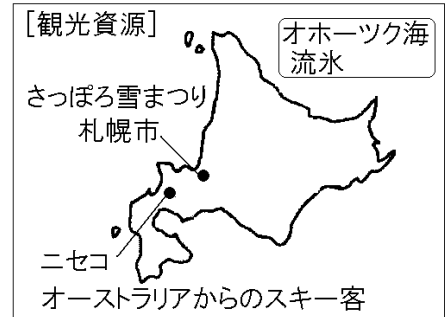 [観光資源]
オホーツク海
流氷
さっぽろ雪まつり
札幌市
ニセコ
オーストラリアからのスキー客